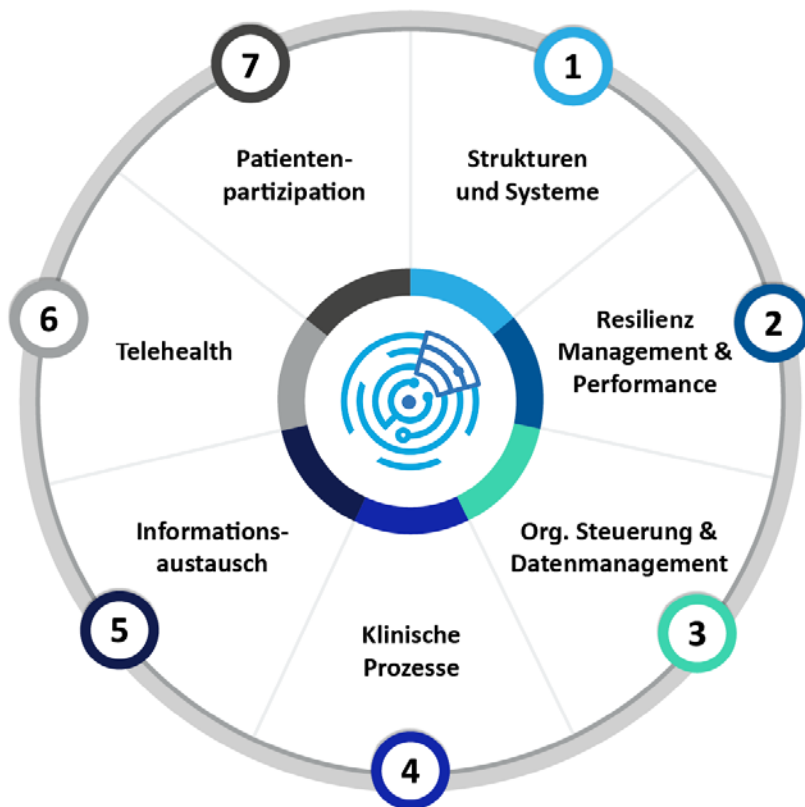 1
Strukturen
und Systeme
2
Resilienz
Management &
Performance
3
Org. Steuerung &
Datenmanagement
4
Klinische
Prozesse
5
Informations-
austausch
6
Telehealth
7
Patienten-
partizipation